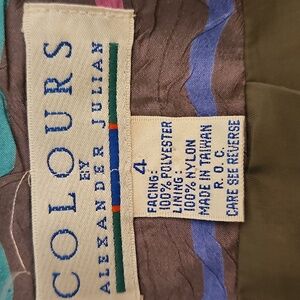 COLOURS
BY
ALEXANDER JULIAN
4
FACING:
100% POLYESTER
LINING:
100% NYLON
MADE IN TAIWAN
R. O. C.
CARE SEE REVERSE